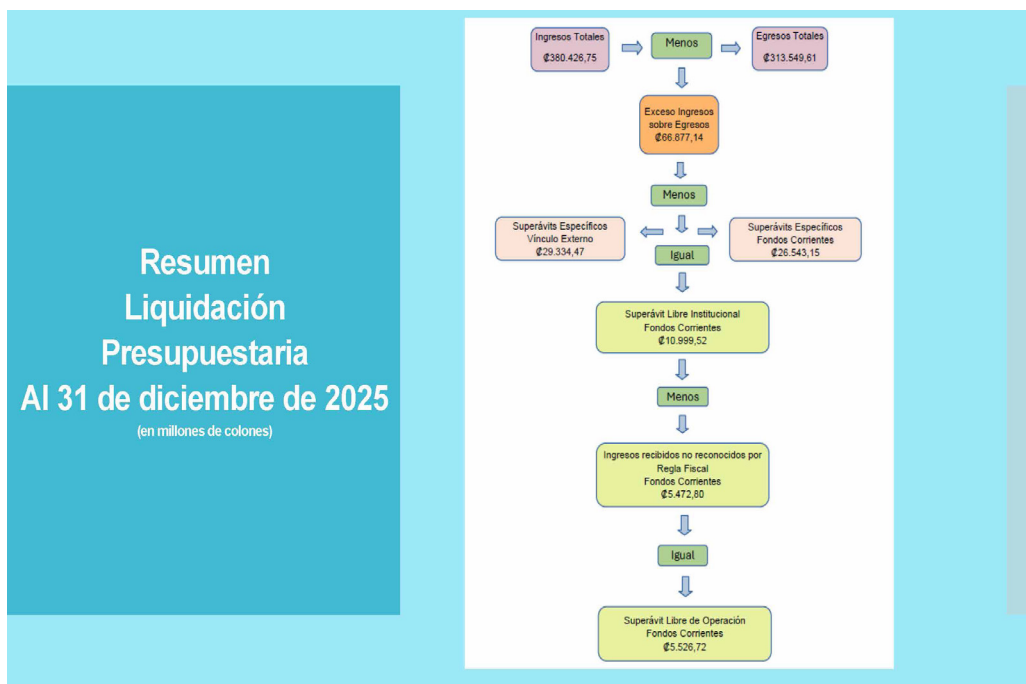 Resumen
Liquidación
Presupuestaria
Al 31 de diciembre de 2025
(en millones de colones)
Ingresos Totales
₡380.426,75
Menos
Egresos Totales
₡313.549,61
Exceso Ingresos
sobre Egresos
₡66.877,14
Menos
Superávits Específicos
Vínculo Externo
₡29.334,47
Superávits Específicos
Fondos Corrientes
₡26.543,15
Igual
Superávit Libre Institucional
Fondos Corrientes
₡10.999,52
Menos
Ingresos recibidos no reconocidos por
Regla Fiscal
Fondos Corrientes
₡5.472,80
Igual
Superávit Libre de Operación
Fondos Corrientes
₡5.526,72